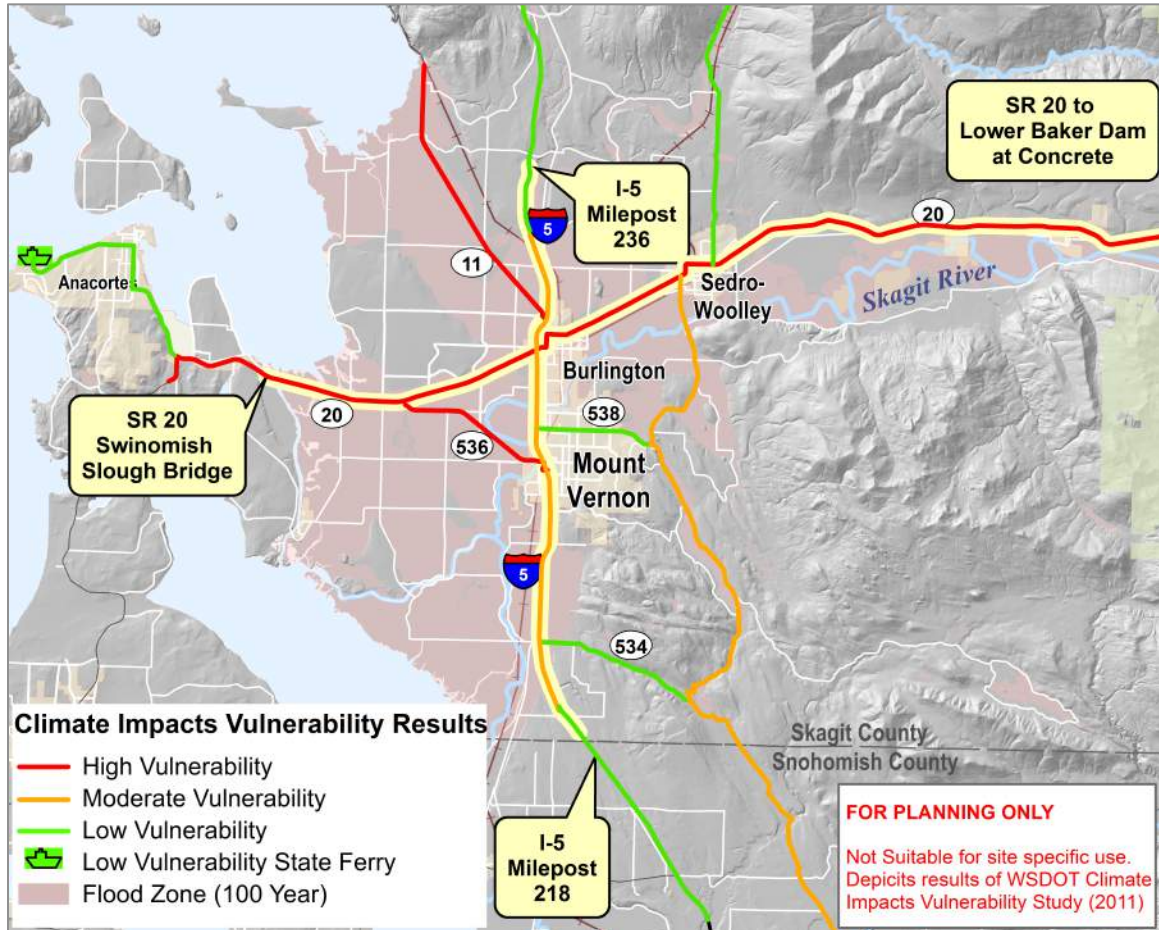 SR 20 to
Lower Baker Dam
at Concrete
I-5
Milepost
236
5
20
11
Anacortes
Sedro-
Woolley
Skagit River
Burlington
SR 20
Swinomish
Slough Bridge
20
538
536
Mount
Vernon
5
534
Skagit County
Snohomish County
I-5
Milepost
218
Climate Impacts Vulnerability Results
High Vulnerability
Moderate Vulnerability
Low Vulnerability
Low Vulnerability State Ferry
Flood Zone (100 Year)
FOR PLANNING ONLY
Not Suitable for site specific use.
Depicits results of WSDOT Climate
Impacts Vulnerability Study (2011)